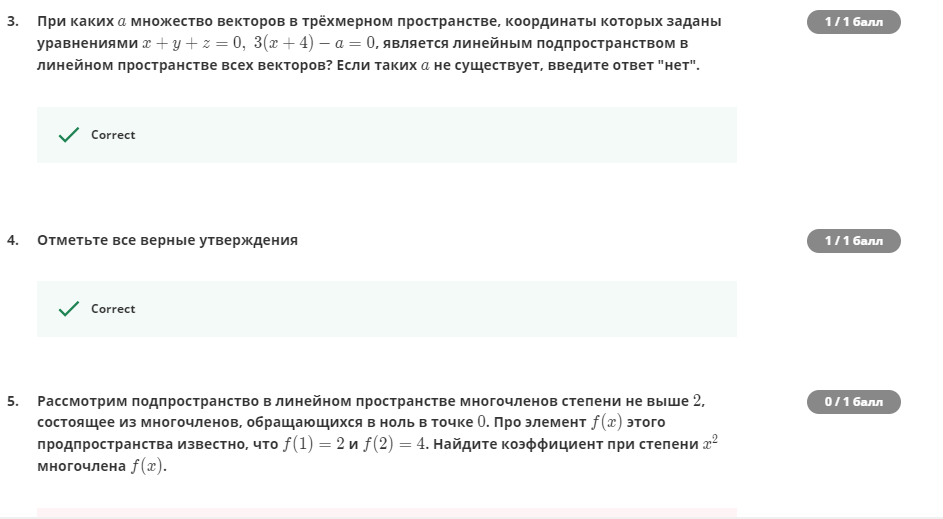 3. При каких a множество векторов в трёхмерном пространстве, координаты которых заданы
1 / 1 балл
уравнениями x + y + z = 0, 3(x + 4) − a = 0, является линейным подпространством в
линейном пространстве всех векторов? Если таких a не существует, введите ответ "нет".
Correct
4. Отметьте все верные утверждения
1 / 1 балл
Correct
5. Рассмотрим подпространство в линейном пространстве многочленов степени не выше 2,
0 / 1 балл
состоящее из многочленов, обращающихся в ноль в точке 0. Про элемент f(x) этого
продпространства известно, что f(1) = 2 и f(2) = 4. Найдите коэффициент при степени x²
многочлена f(x).